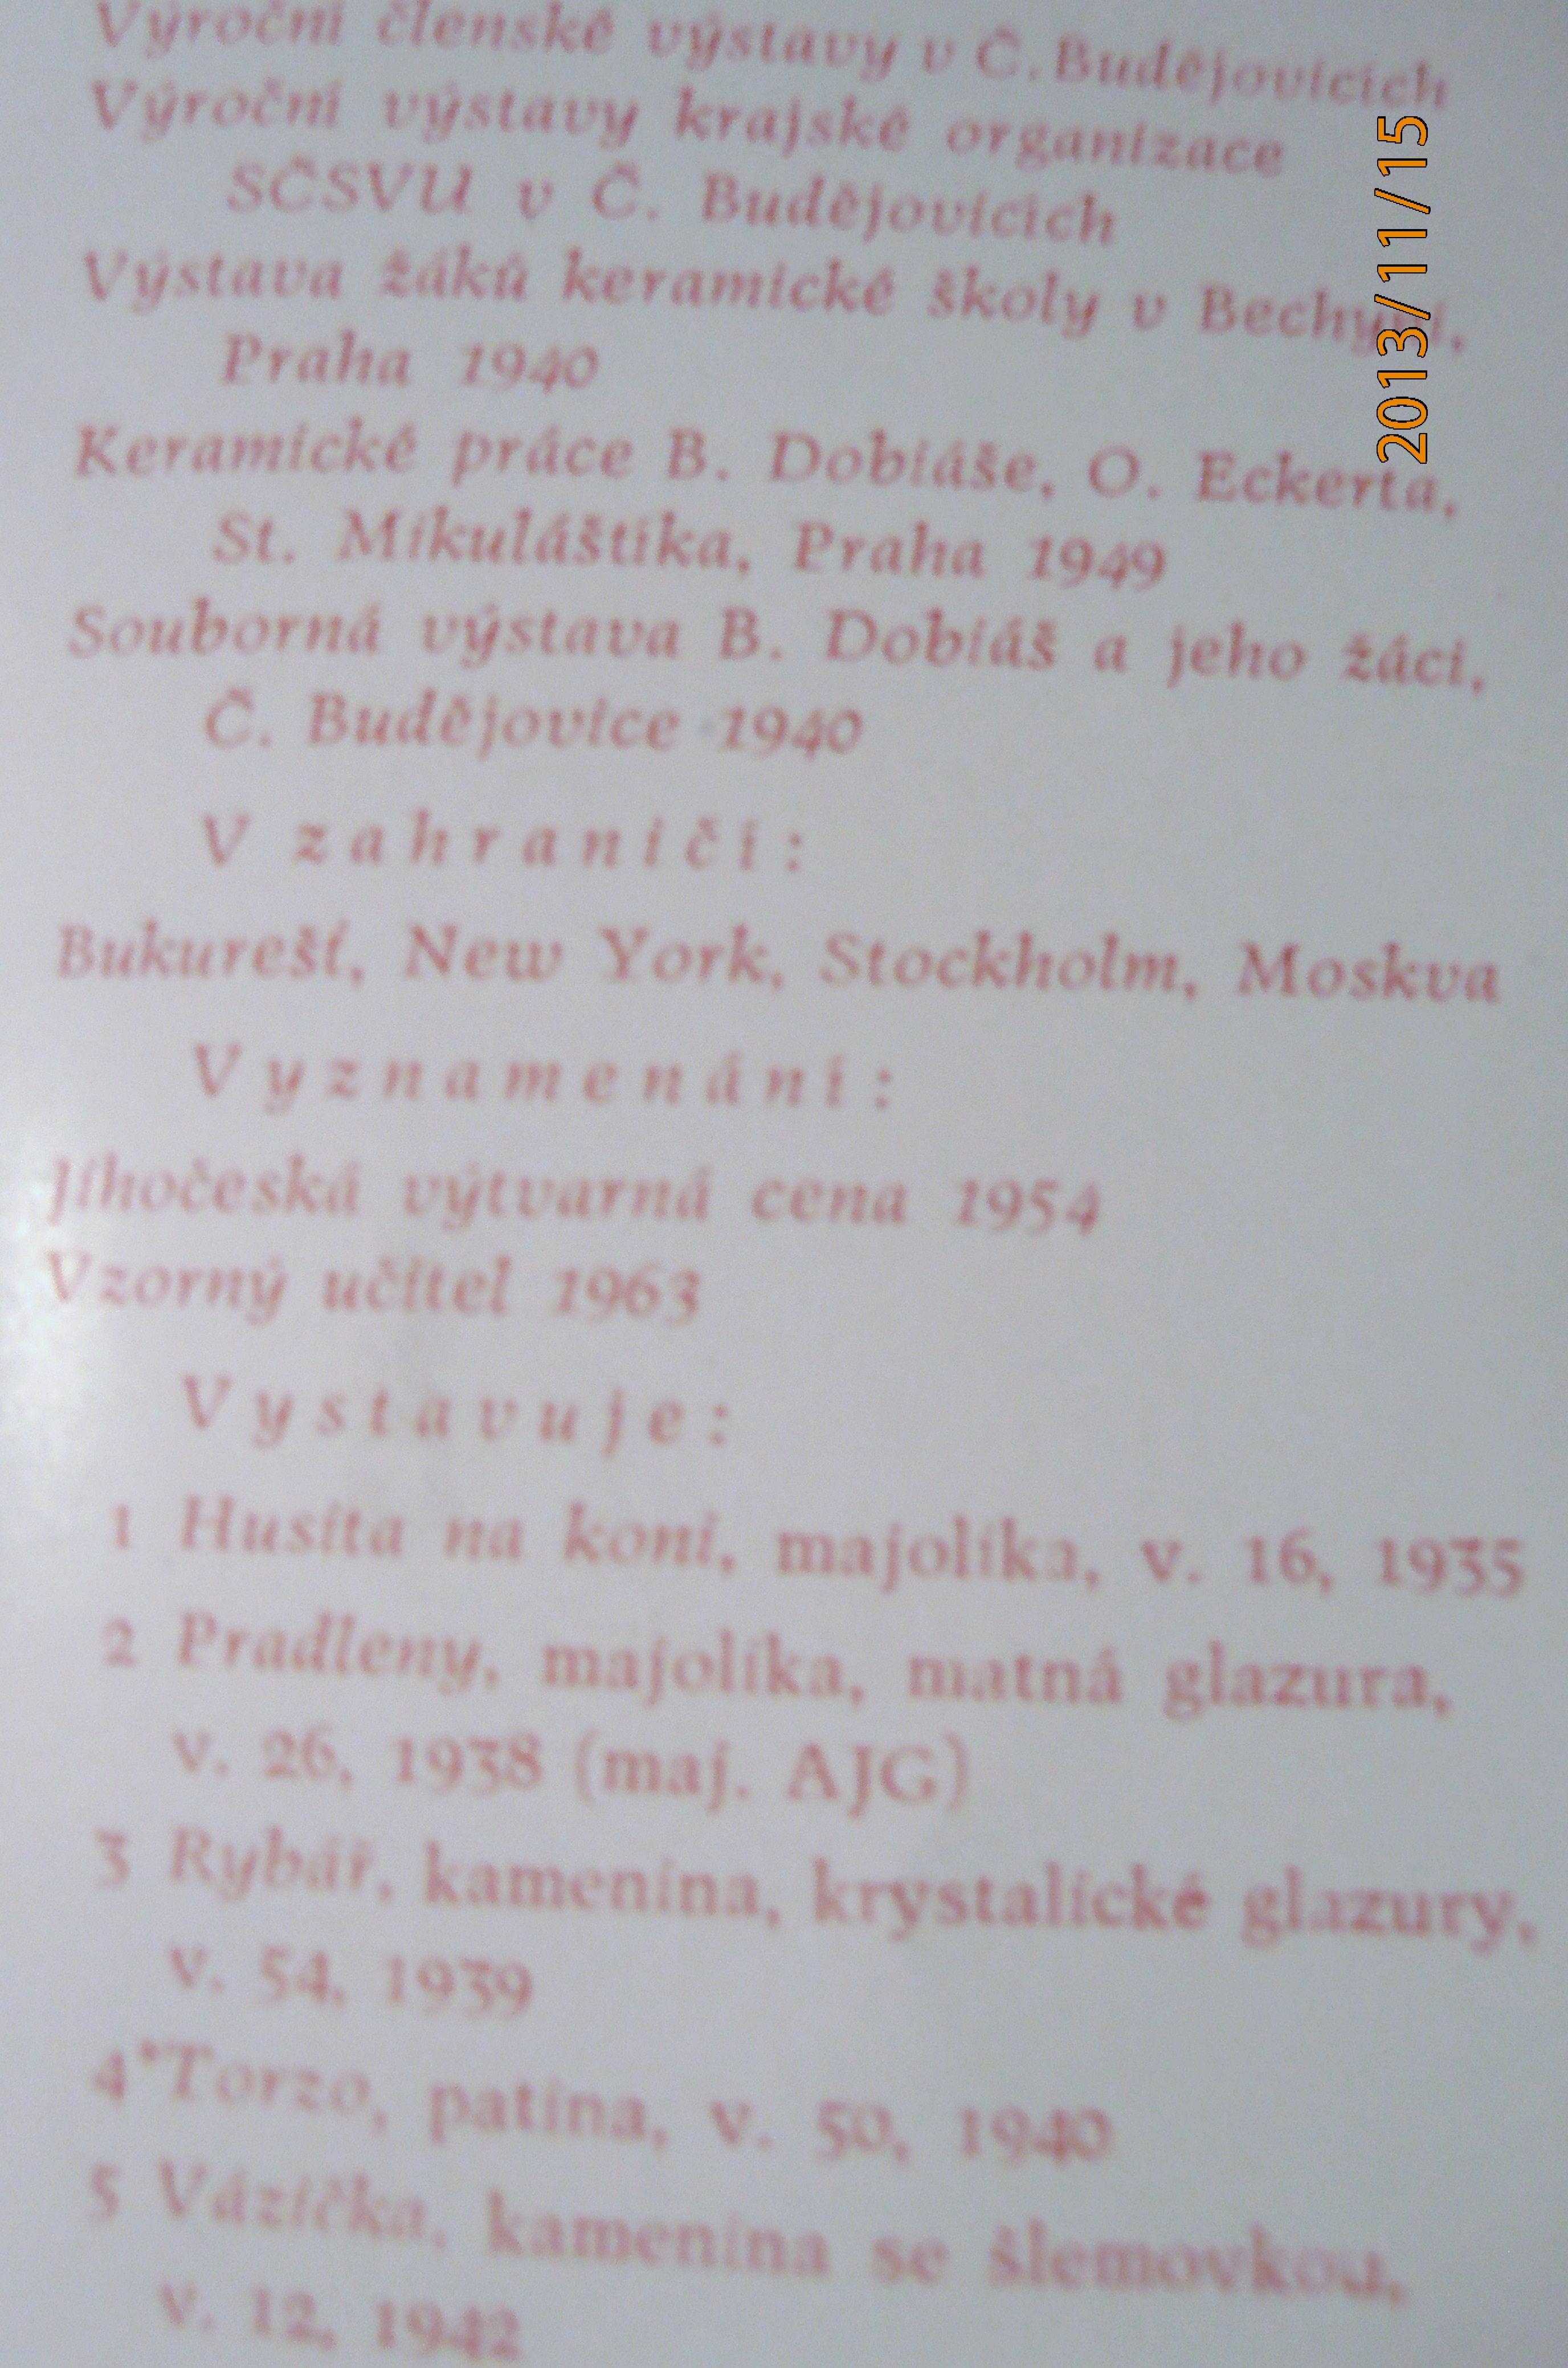 Výroční členské výstavy v Č. Budějovicích
Výroční výstavy krajské organizace
SČSVU v Č. Budějovicích
Výstava žáků keramické školy v Bechyni,
Praha 1940
Keramické práce B. Dobiáše, O. Eckerta,
St. Mikuláštíka, Praha 1949
Souborná výstava B. Dobiáš a jeho žáci,
Č. Budějovice 1940
V zahraničí:
Bukurešť, New York, Stockholm, Moskva
Vyznamenání:
Jihočeská výtvarná cena 1954
Vzorný učitel 1963
Vystavuje:
1 Husita na koni, majolika, v. 16, 1935
2 Pradleny, majolika, matná glazura,
v. 26, 1938 (maj. AJG)
3 Rybář, kamenina, krystalické glazury,
v. 54, 1939
4*Torzo, patina, v. 50, 1940
5 Vázička, kamenina se šlemovkou,
v. 12, 1942
2013/11/15